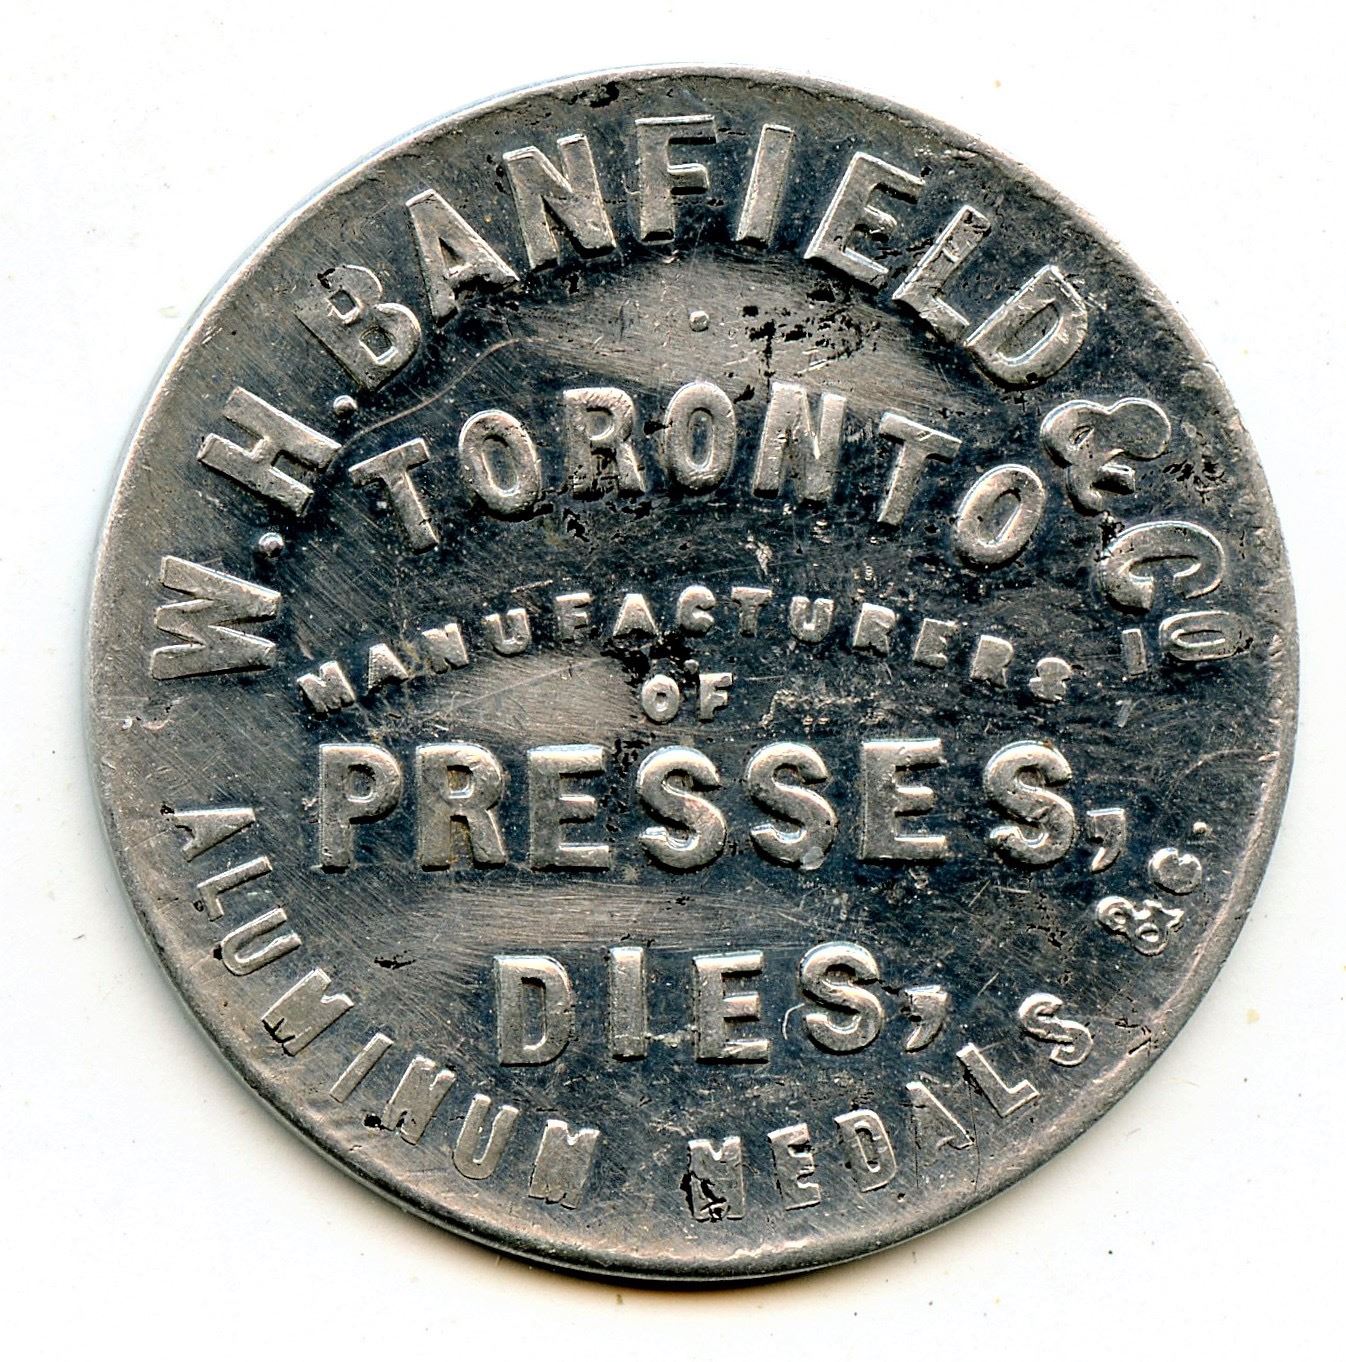 W. H. BANFIELD & CO
TORONTO
MANUFACTURERS
OF
PRESSES,
DIES,
ALUMINUM MEDALS &C.